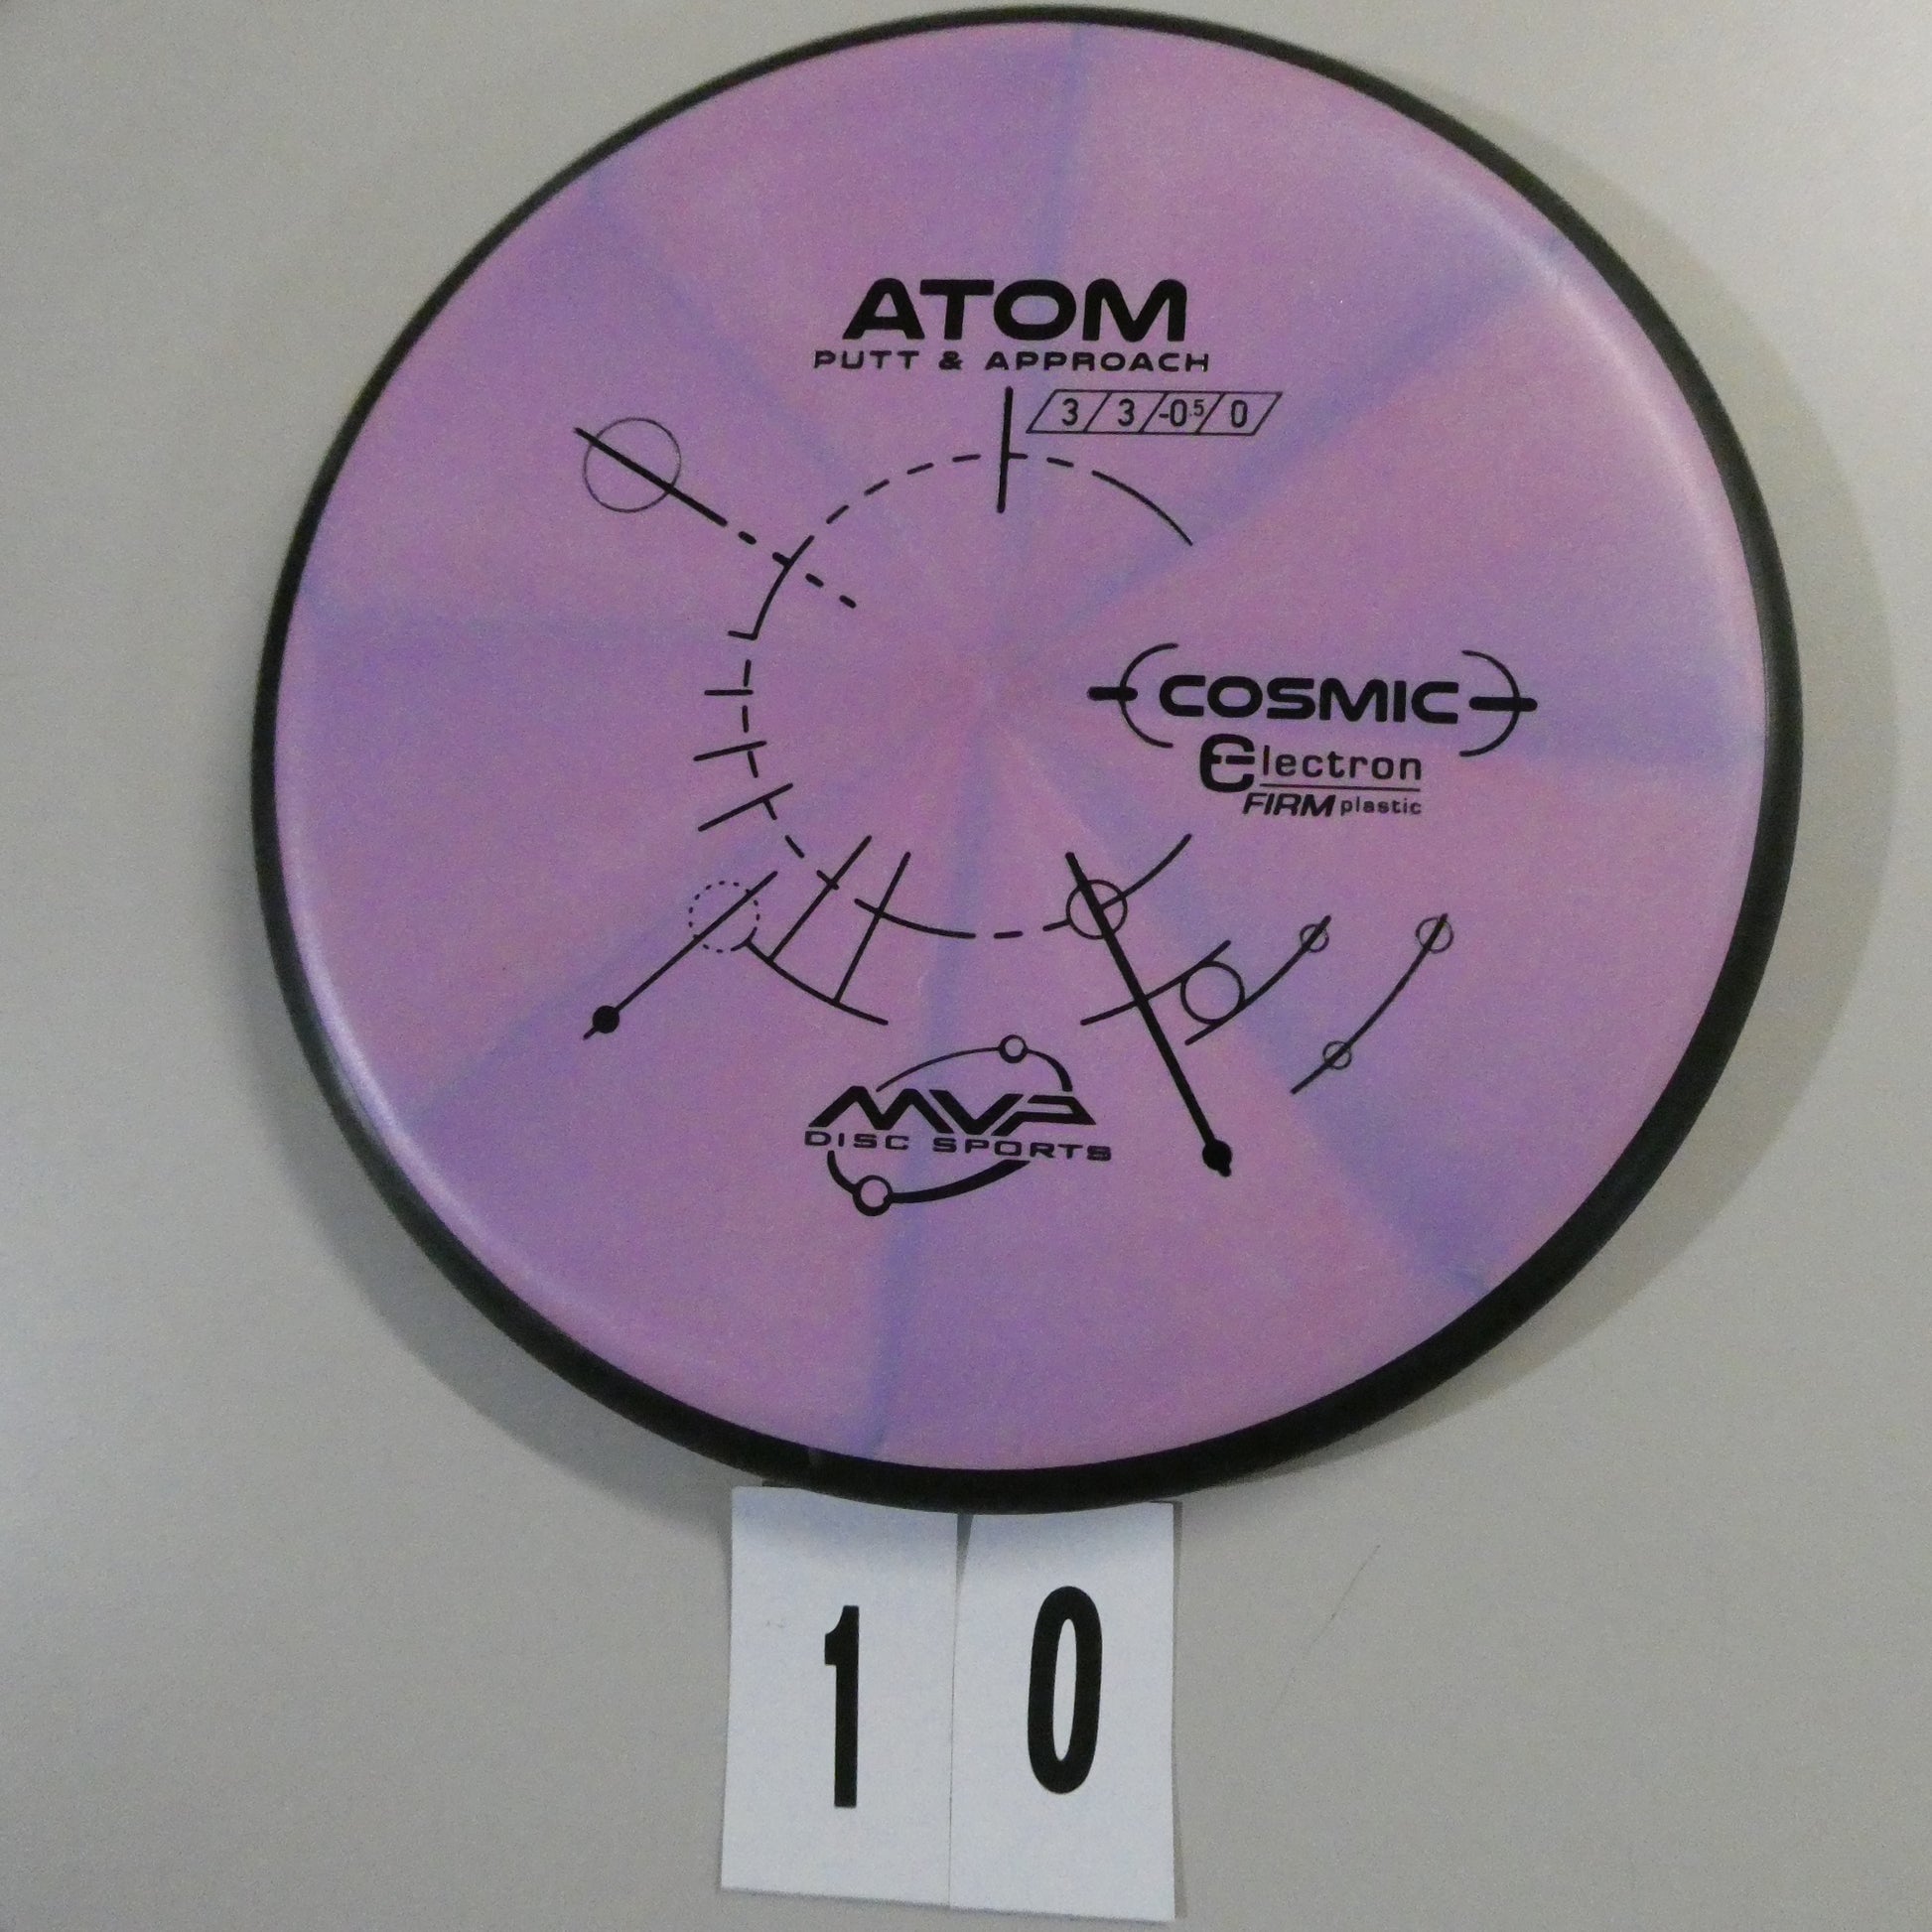 ATOM
PUTT & APPROACH
3 / 3 / -0.5 / 0
COSMIC
Electron
FIRM plastic
MVP
DISC SPORTS
1 0